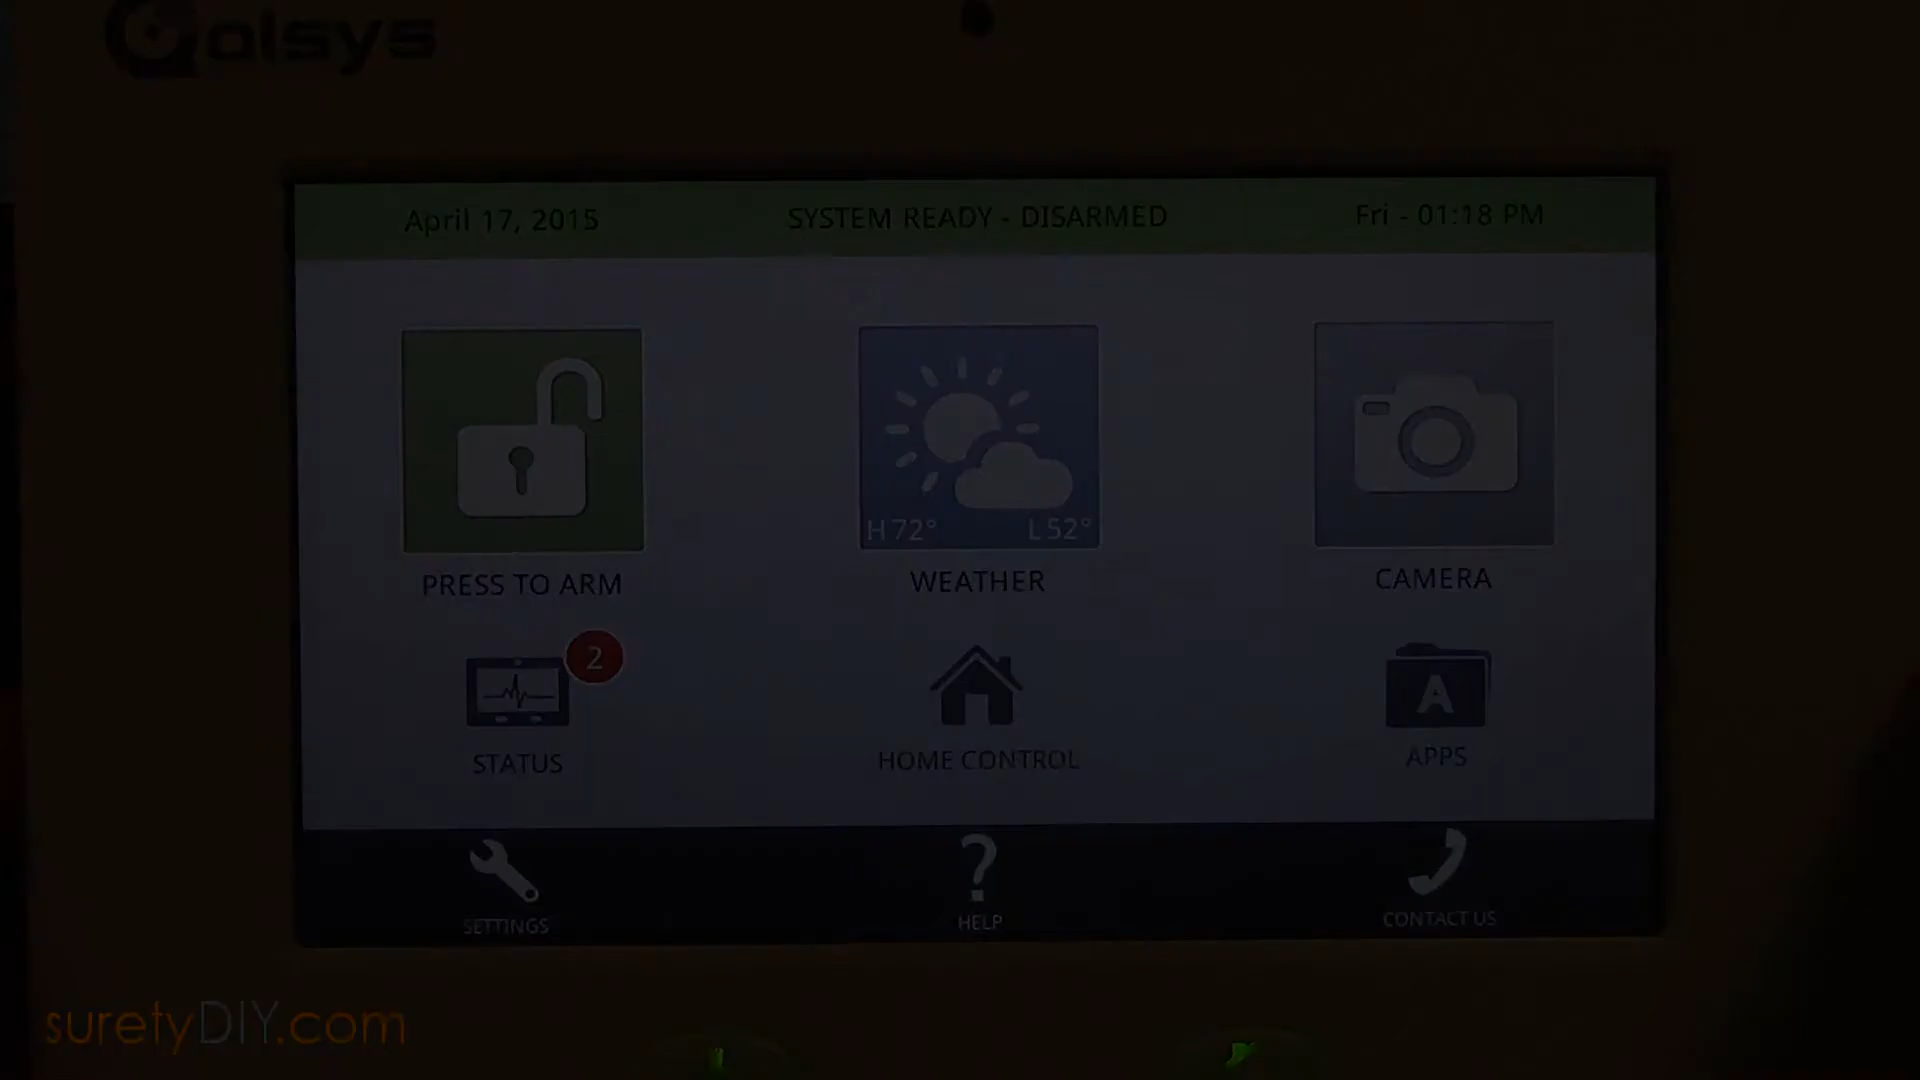 Qolsys
April 17, 2015
SYSTEM READY - DISARMED
Fri - 01:18 PM
H 72°
L 52°
PRESS TO ARM
WEATHER
CAMERA
2
A
STATUS
HOME CONTROL
APPS
?
SETTINGS
HELP
CONTACT US
suretyDIY.com